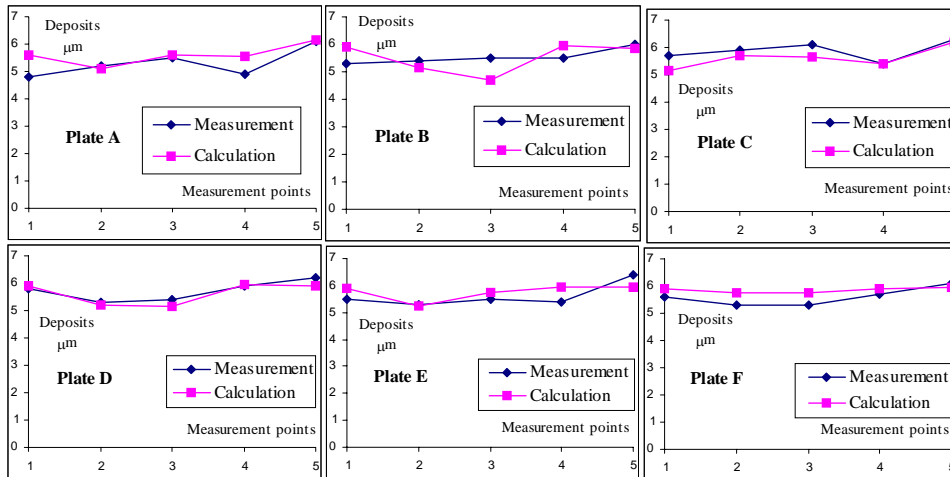 7
6
5
4
3
2
1
0
Deposits
μm
Plate A
Measurement
Calculation
Measurement points
1 2 3 4 5
7
6
5
4
3
2
1
0
Deposits
μm
Plate B
Measurement
Calculation
Measurement points
1 2 3 4 5
7
6
5
4
3
2
1
0
Deposits
μm
Plate C
Measurement
Calculation
Measurement points
1 2 3 4 5
7
6
5
4
3
2
1
0
Deposits
μm
Plate D
Measurement
Calculation
Measurement points
1 2 3 4 5
7
6
5
4
3
2
1
0
Deposits
μm
Plate E
Measurement
Calculation
Measurement points
1 2 3 4 5
7
6
5
4
3
2
1
0
Deposits
μm
Plate F
Measurement
Calculation
Measurement points
1 2 3 4 5